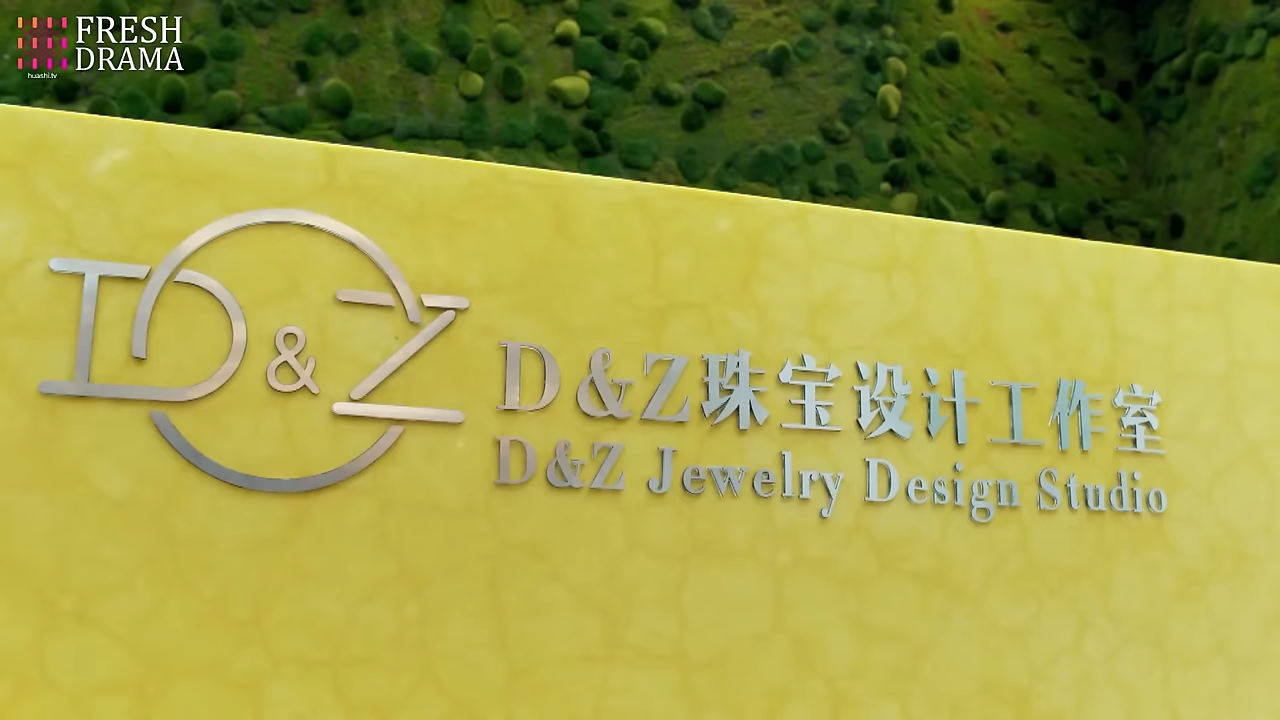 FRESH
DRAMA
huashi.tv
D&Z
D&Z珠宝设计工作室
D&Z Jewelry Design Studio